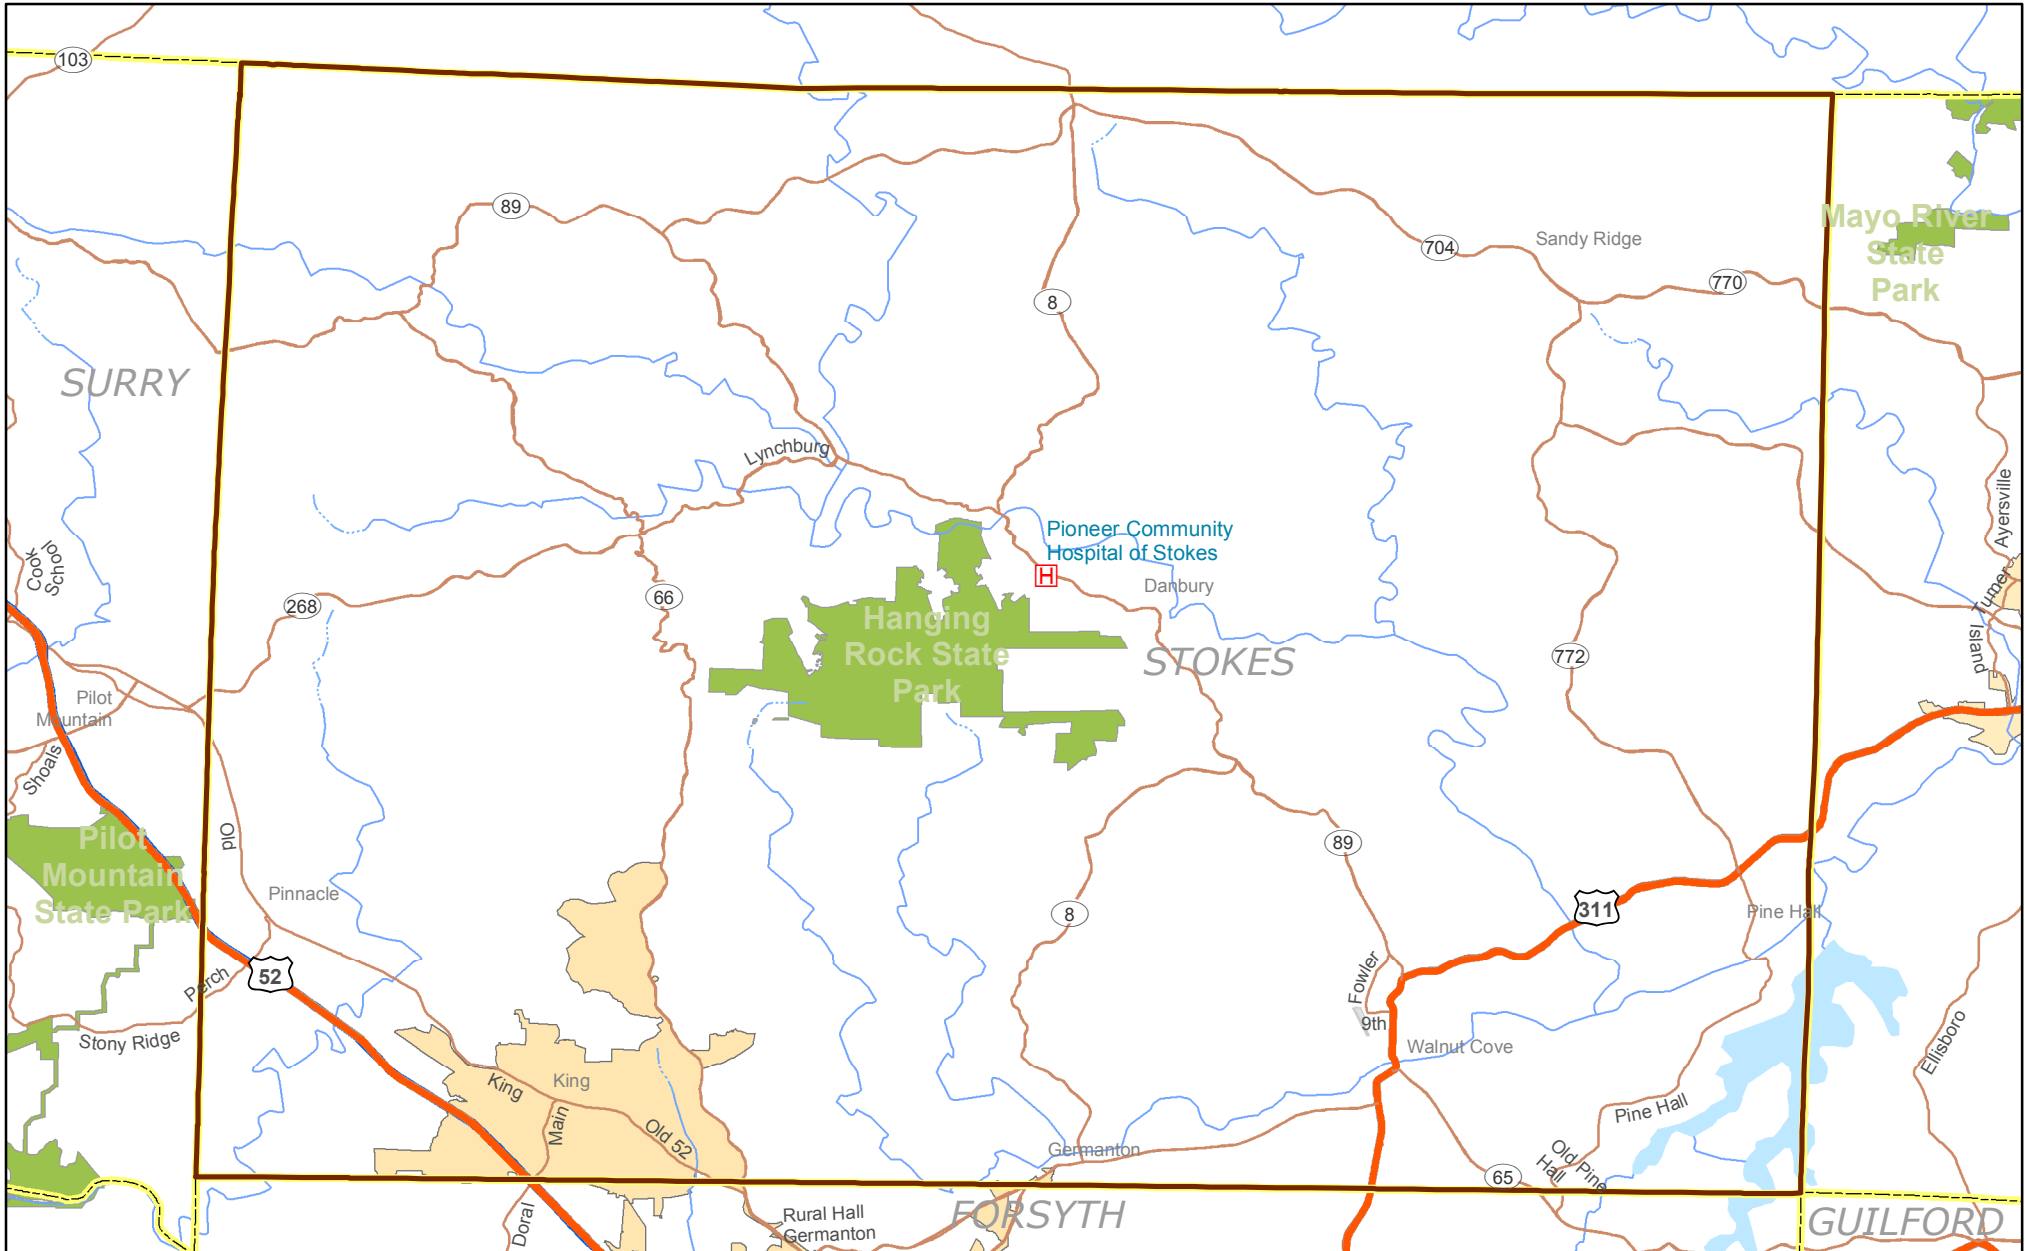 103
89
704
Sandy Ridge
770
Mayo River
State
Park
8
SURRY
Lynchburg
Pioneer Community
Hospital of Stokes
H
Danbury
Cook
School
Ayersville
Turner
Island
268
66
Hanging
Rock State
Park
STOKES
772
Pilot
Mountain
Shoals
Old
Pilot
Mountain
State Park
Pinnacle
89
8
311
Pine Hall
52
Perch
Stony Ridge
Fowler
9th
Walnut Cove
Ellisboro
King
King
Main
Old 52
Pine Hall
Germanton
Old Pine
Hall
65
Doral
Rural Hall
Germanton
FORSYTH
GUILFORD